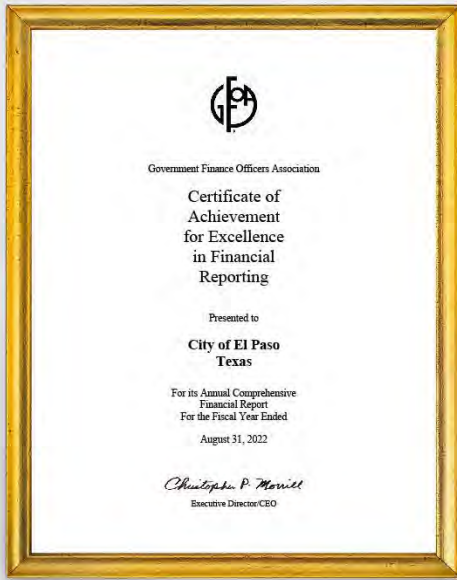 GFOA
Government Finance Officers Association
Certificate of
Achievement
for Excellence
in Financial
Reporting
Presented to
City of El Paso
Texas
For its Annual Comprehensive
Financial Report
For the Fiscal Year Ended
August 31, 2022
Christopher P. Morrill
Executive Director/CEO